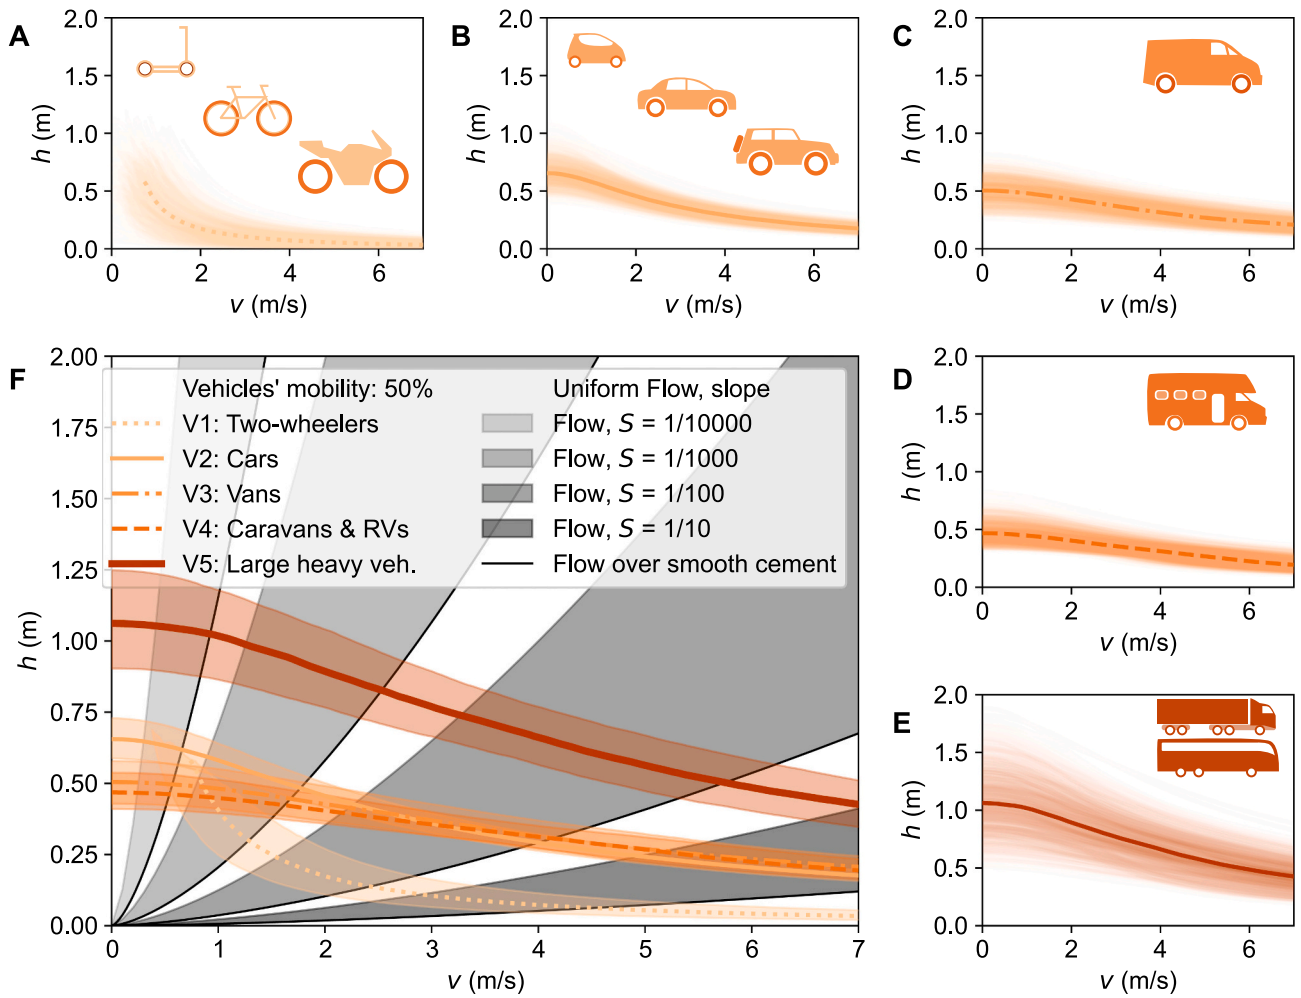 A
2.0
1.5
1.0
0.5
0.0
h (m)
0 2 4 6
v (m/s)
B
2.0
1.5
1.0
0.5
0.0
h (m)
0 2 4 6
v (m/s)
C
2.0
1.5
1.0
0.5
0.0
h (m)
0 2 4 6
v (m/s)
F
2.00
1.75
1.50
1.25
1.00
0.75
0.50
0.25
0.00
h (m)
Vehicles' mobility: 50%
V1: Two-wheelers
V2: Cars
V3: Vans
V4: Caravans & RVs
V5: Large heavy veh.
Uniform Flow, slope
Flow, S = 1/10000
Flow, S = 1/1000
Flow, S = 1/100
Flow, S = 1/10
Flow over smooth cement
0 1 2 3 4 5 6 7
v (m/s)
D
2.0
1.5
1.0
0.5
0.0
h (m)
0 2 4 6
v (m/s)
E
2.0
1.5
1.0
0.5
0.0
h (m)
0 2 4 6
v (m/s)